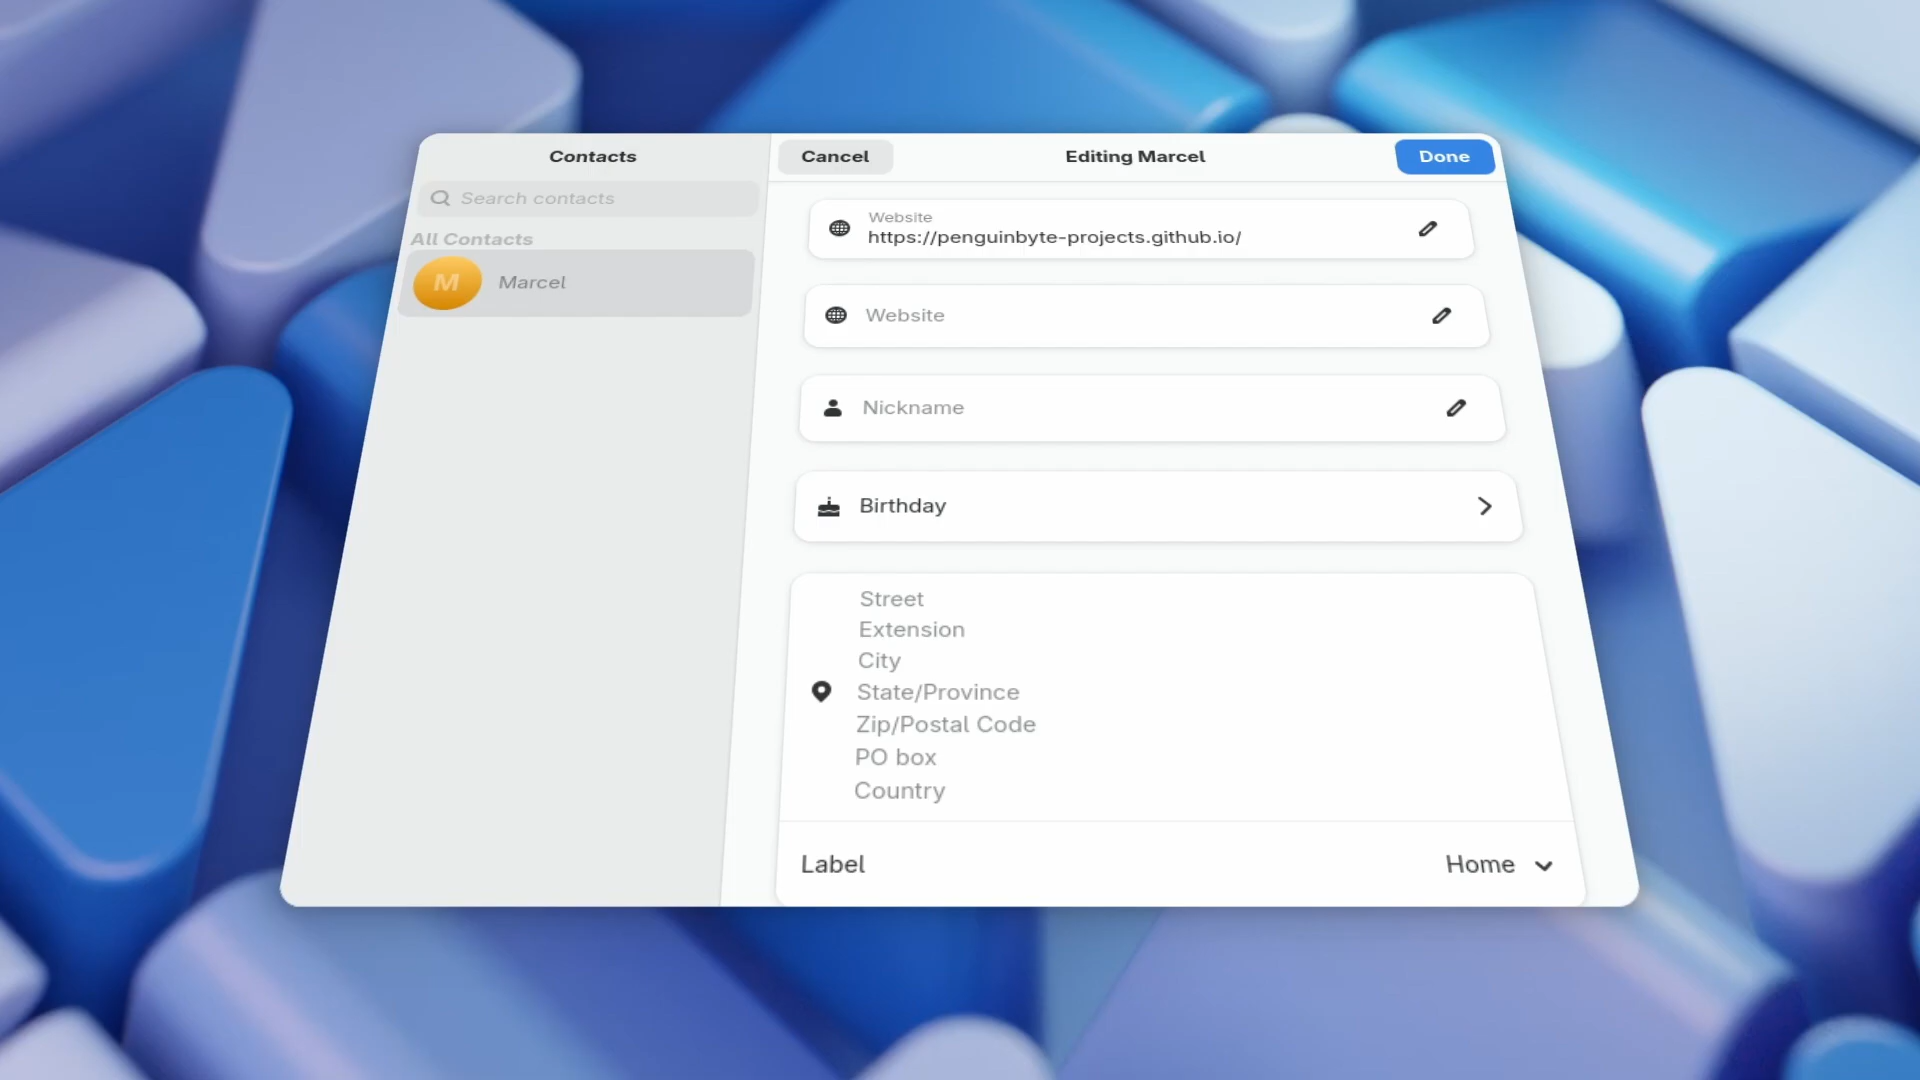 Contacts
Search contacts
All Contacts
M
Marcel
Cancel
Editing Marcel
Done
Website
https://penguinbyte-projects.github.io/
Website
Nickname
Birthday
Street
Extension
City
State/Province
Zip/Postal Code
PO box
Country
Label
Home